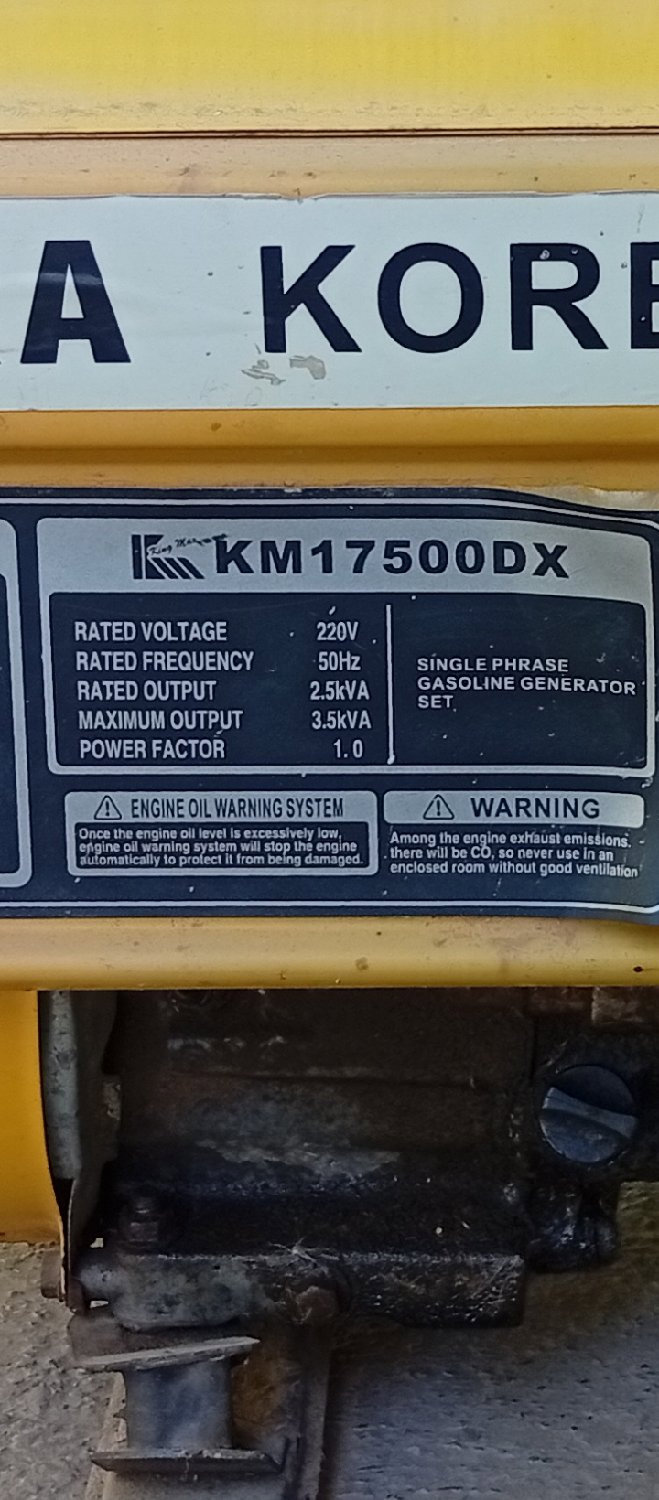 A KORE
KM17500DX
RATED VOLTAGE 220V
RATED FREQUENCY 50Hz
RATED OUTPUT 2.5kVA
MAXIMUM OUTPUT 3.5kVA
POWER FACTOR 1.0
SINGLE PHRASE
GASOLINE GENERATOR
SET
ENGINE OIL WARNING SYSTEM
Once the engine oil level is excessively low,
engine oil warning system will stop the engine
automatically to protect it from being damaged.
WARNING
Among the engine exhaust emissions.
there will be CO, so never use in an
enclosed room without good ventilation